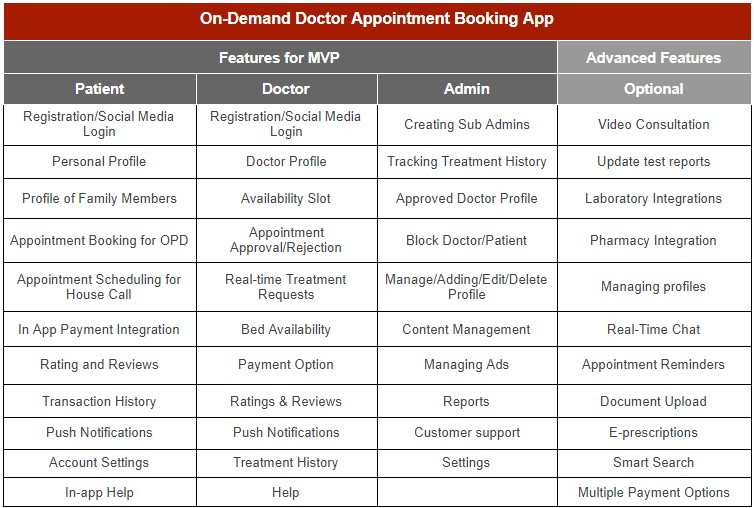 On-Demand Doctor Appointment Booking App
Features for MVP
Advanced Features
Patient
Doctor
Admin
Optional
Registration/Social Media
Login
Registration/Social Media
Login
Creating Sub Admins
Video Consultation
Personal Profile
Doctor Profile
Tracking Treatment History
Update test reports
Profile of Family Members
Availability Slot
Approved Doctor Profile
Laboratory Integrations
Appointment Booking for OPD
Appointment
Approval/Rejection
Block Doctor/Patient
Pharmacy Integration
Appointment Scheduling for
House Call
Real-time Treatment
Requests
Manage/Adding/Edit/Delete
Profile
Managing profiles
In App Payment Integration
Bed Availability
Content Management
Real-Time Chat
Rating and Reviews
Payment Option
Managing Ads
Appointment Reminders
Transaction History
Ratings & Reviews
Reports
Document Upload
Push Notifications
Push Notifications
Customer support
E-prescriptions
Account Settings
Treatment History
Settings
Smart Search
In-app Help
Help
Multiple Payment Options